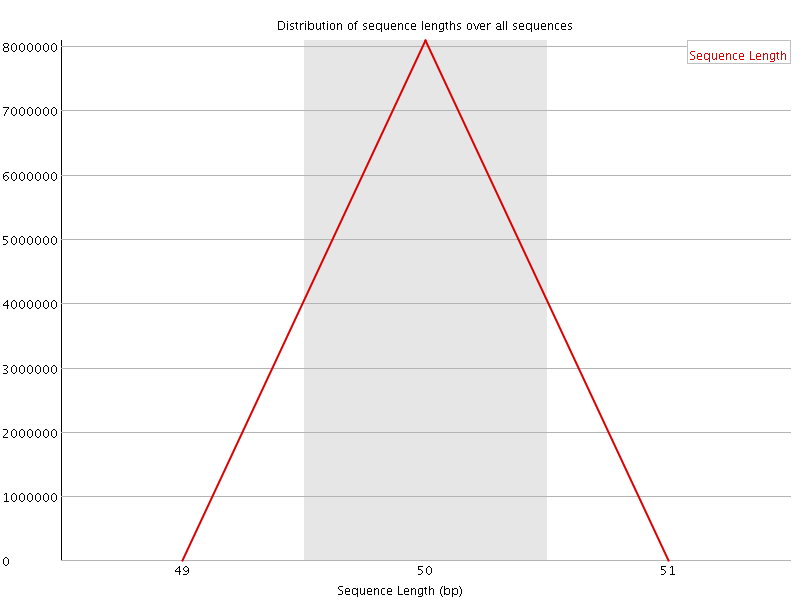 Distribution of sequence lengths over all sequences
Sequence Length
8000000
7000000
6000000
5000000
4000000
3000000
2000000
1000000
0
49 50 51
Sequence Length (bp)